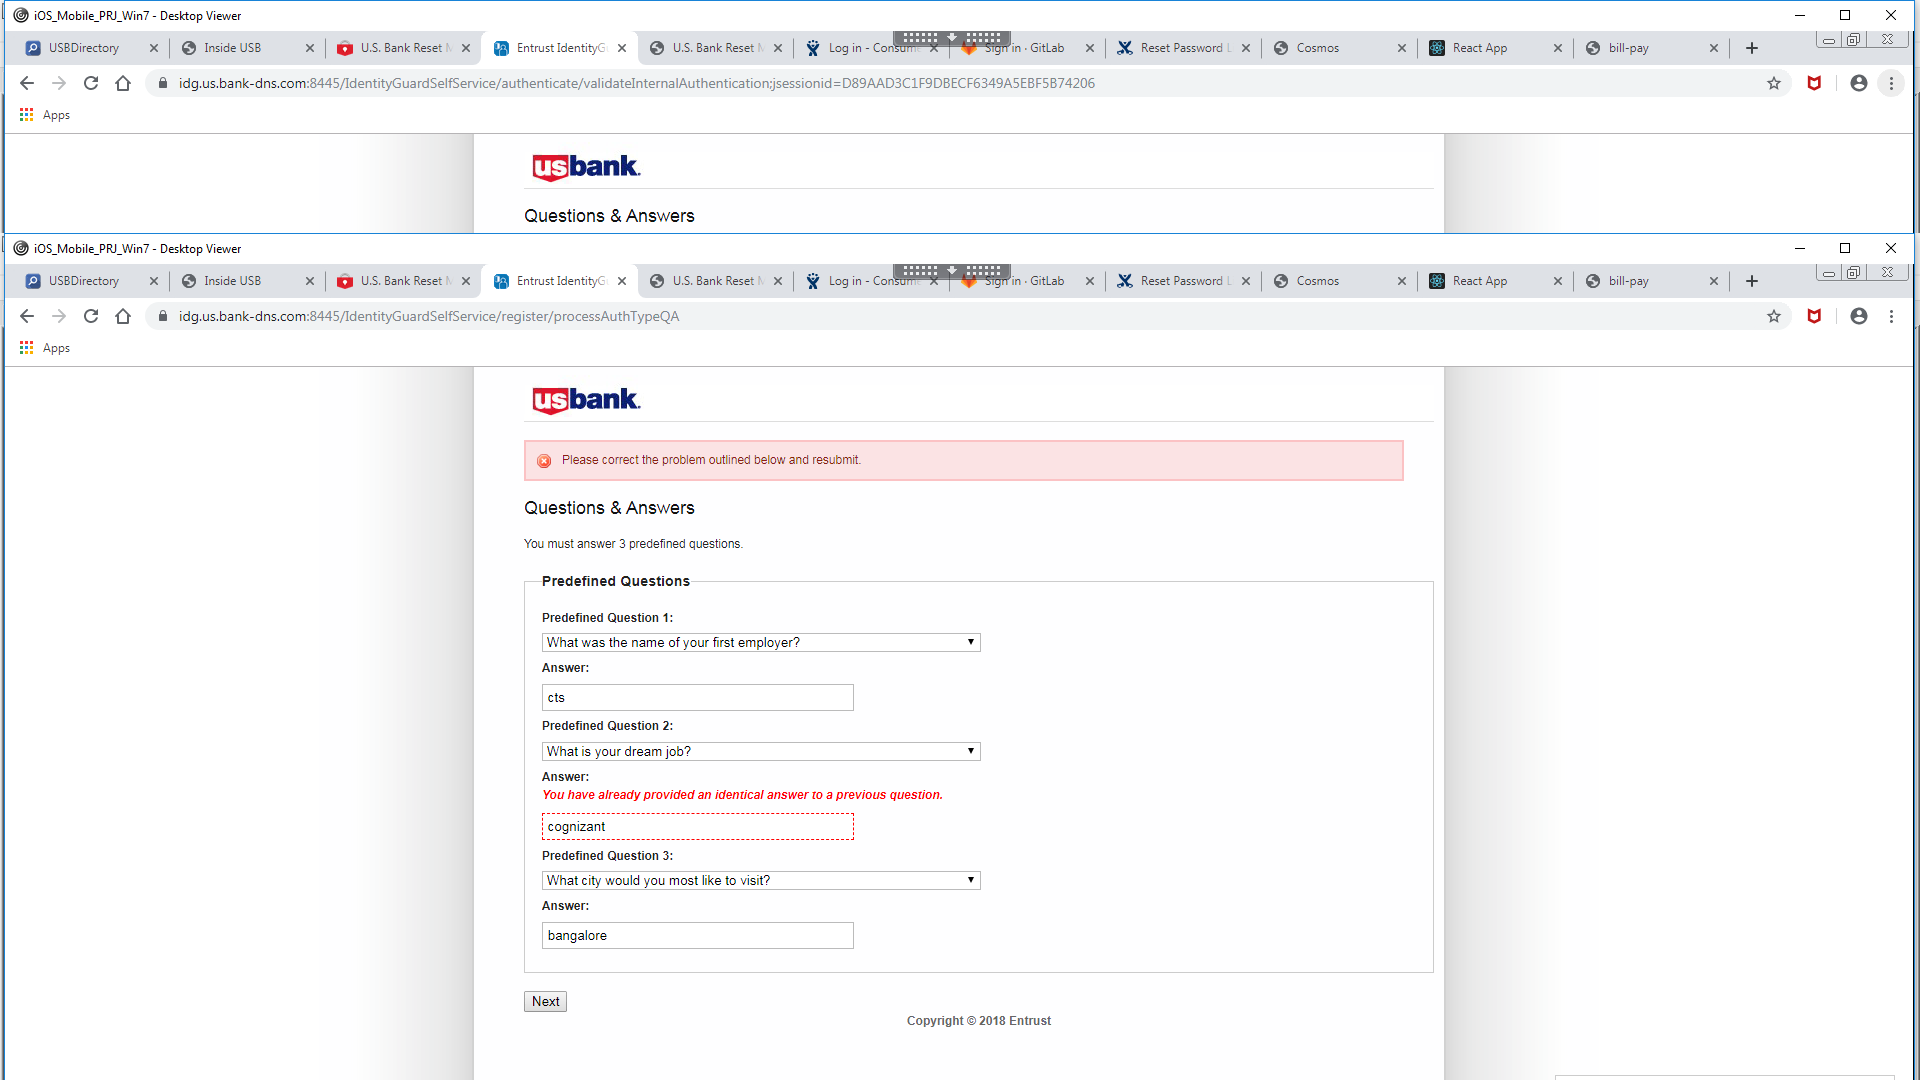 iOS_Mobile_PRJ_Win7 - Desktop Viewer
USBDirectory
Inside USB
U.S. Bank Reset
Entrust IdentityG
U.S. Bank Reset
Log in - Consum
Sign in · GitLab
Reset Password
Cosmos
React App
bill-pay
idg.us.bank-dns.com:8445/IdentityGuardSelfService/authenticate/validateInternalAuthentication;jsessionid=D89AAD3C1F9DBECF6349A5EBF5B74206
Apps
usbank.
Questions & Answers
iOS_Mobile_PRJ_Win7 - Desktop Viewer
USBDirectory
Inside USB
U.S. Bank Reset
Entrust IdentityG
U.S. Bank Reset
Log in - Consum
Sign in · GitLab
Reset Password
Cosmos
React App
bill-pay
idg.us.bank-dns.com:8445/IdentityGuardSelfService/register/processAuthTypeQA
Apps
usbank.
Please correct the problem outlined below and resubmit.
Questions & Answers
You must answer 3 predefined questions.
Predefined Questions
Predefined Question 1:
What was the name of your first employer?
Answer:
cts
Predefined Question 2:
What is your dream job?
Answer:
You have already provided an identical answer to a previous question.
cognizant
Predefined Question 3:
What city would you most like to visit?
Answer:
bangalore
Next
Copyright © 2018 Entrust